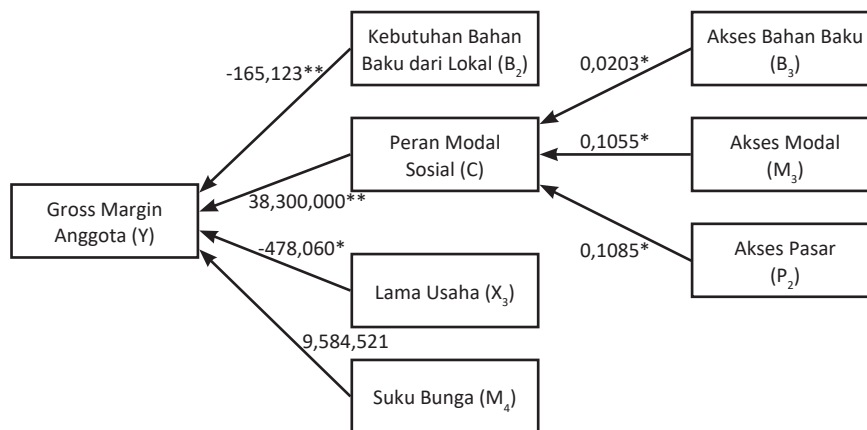 Kebutuhan Bahan
Baku dari Lokal (B₂)
Akses Bahan Baku
(B₃)
-165,123**
0,0203*
Peran Modal
Sosial (C)
0,1055*
Akses Modal
(M₃)
Gross Margin
Anggota (Y)
38,300,000**
-478,060*
0,1085*
Akses Pasar
(P₂)
Lama Usaha (X₃)
9,584,521
Suku Bunga (M₄)